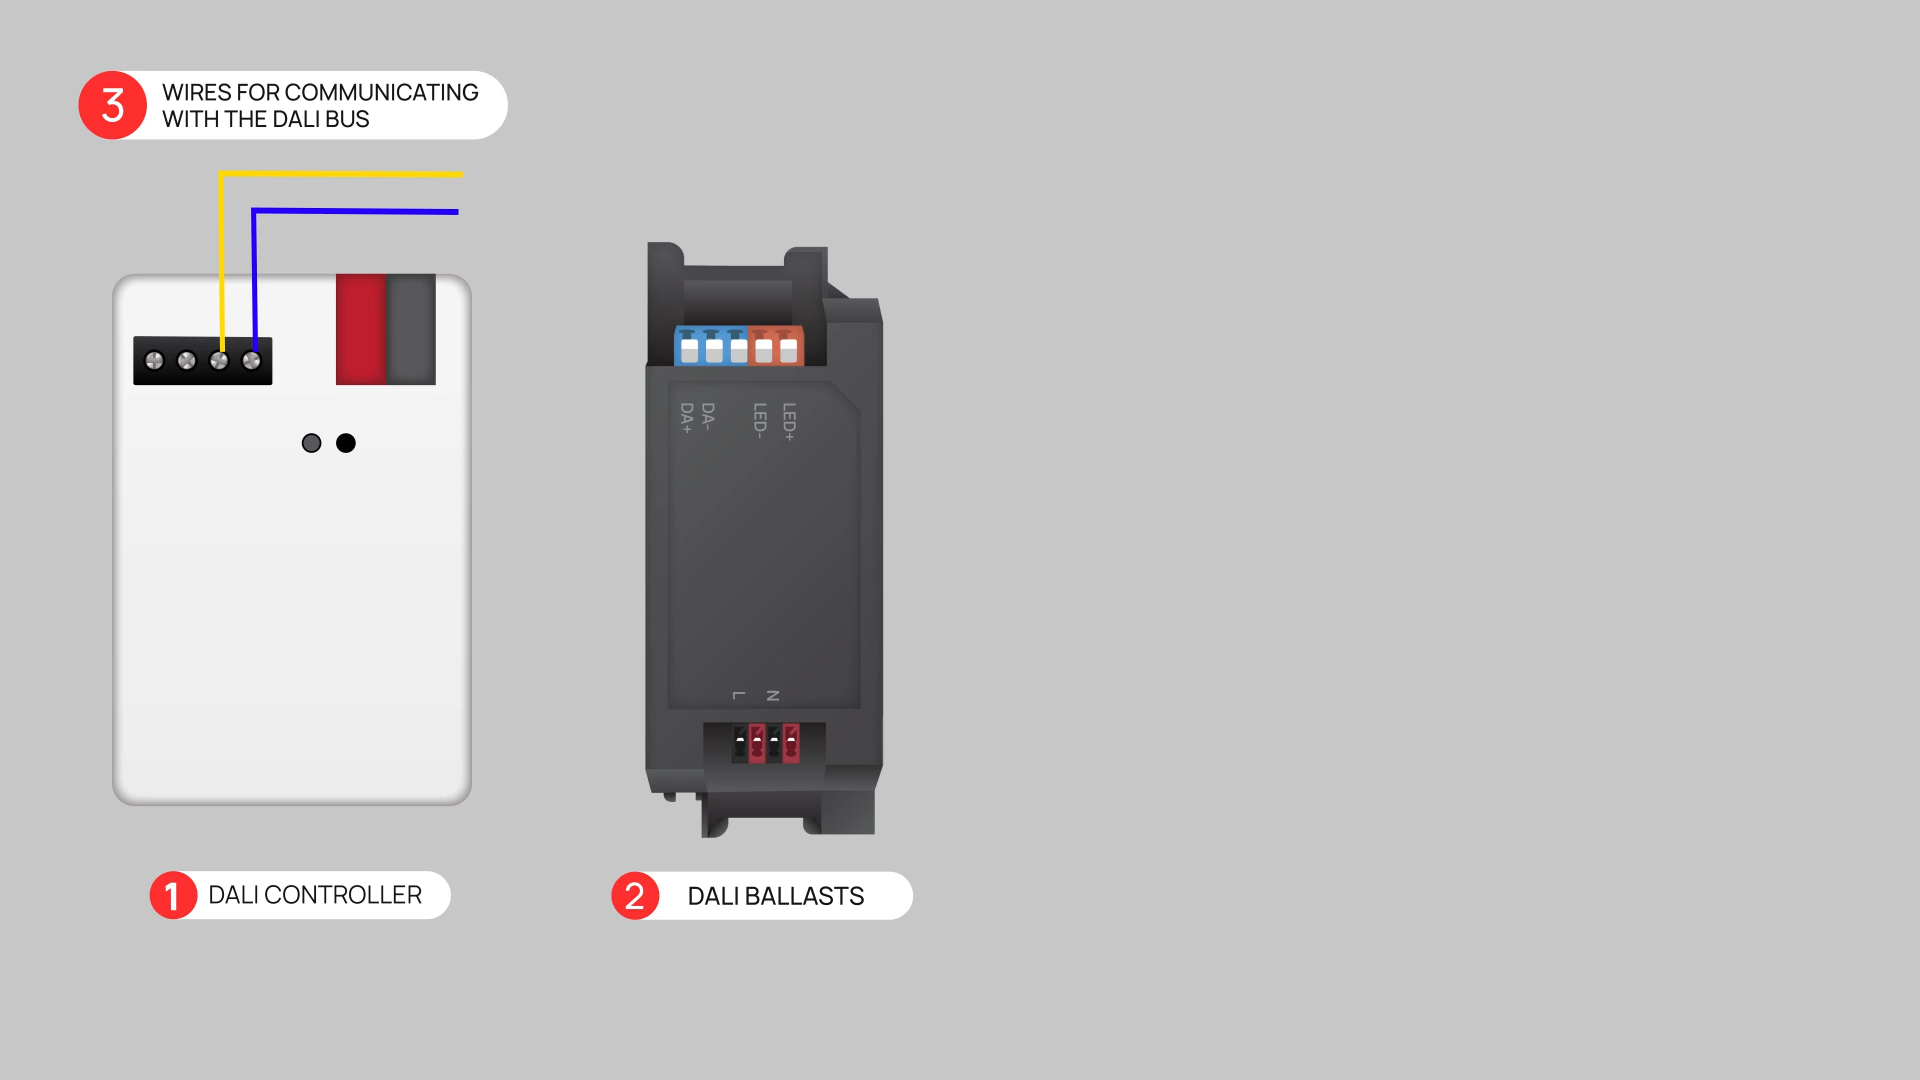 3
WIRES FOR COMMUNICATING
WITH THE DALI BUS
DA+
DA-
LED-
LED+
L
N
1 DALI CONTROLLER
2 DALI BALLASTS